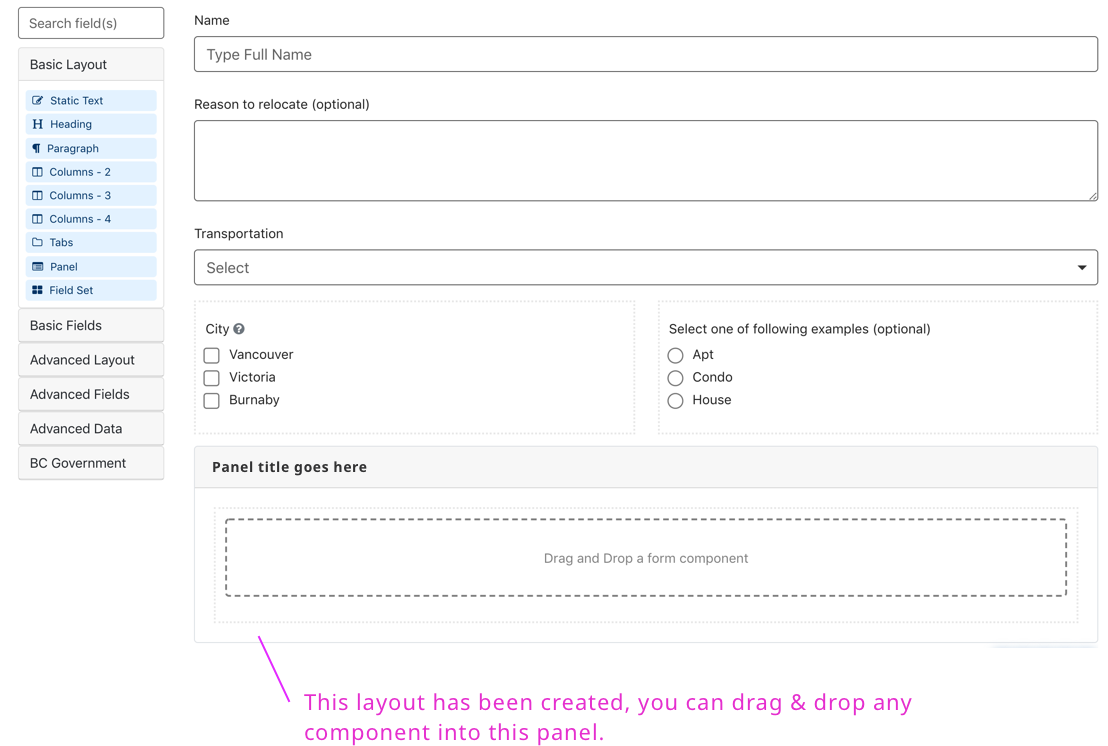 Search field(s)
Basic Layout
Static Text
Heading
Paragraph
Columns - 2
Columns - 3
Columns - 4
Tabs
Panel
Field Set
Basic Fields
Advanced Layout
Advanced Fields
Advanced Data
BC Government
Name
Type Full Name
Reason to relocate (optional)
Transportation
Select
City
Vancouver
Victoria
Burnaby
Select one of following examples (optional)
Apt
Condo
House
Panel title goes here
Drag and Drop a form component
This layout has been created, you can drag & drop any
component into this panel.